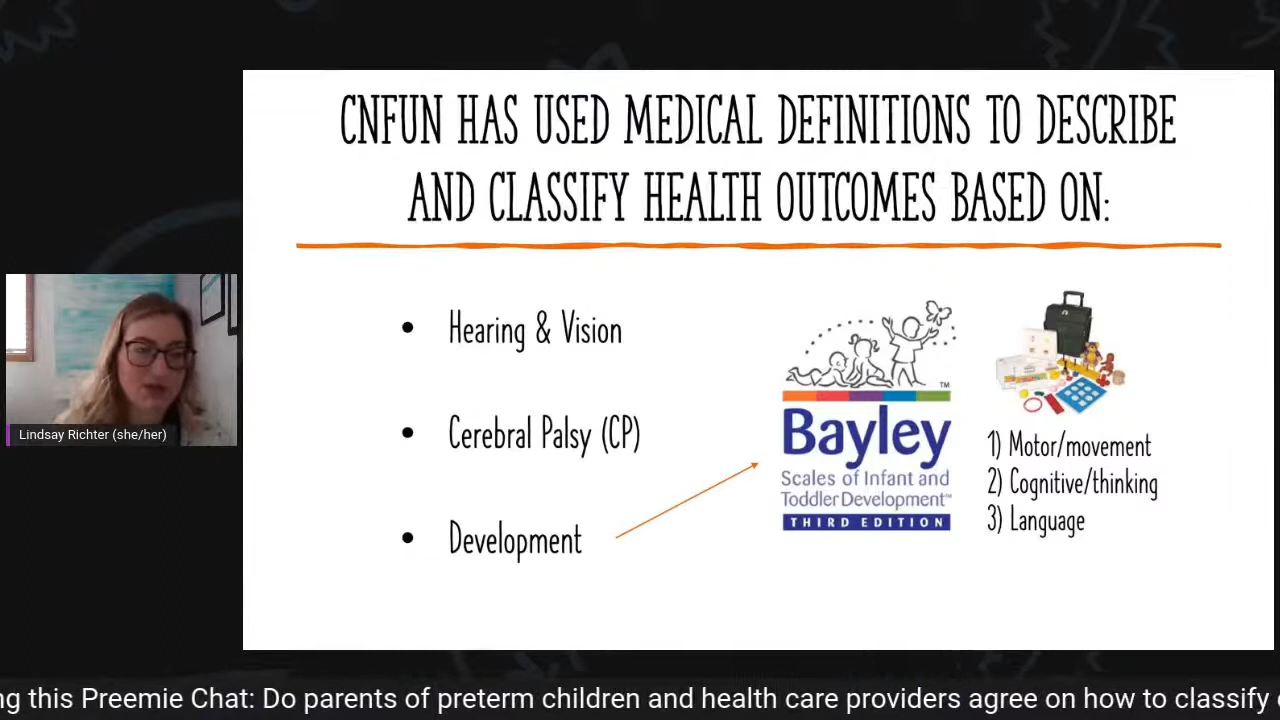 CNFUN HAS USED MEDICAL DEFINITIONS TO DESCRIBE
AND CLASSIFY HEALTH OUTCOMES BASED ON:
• Hearing & Vision
• Cerebral Palsy (CP)
• Development
TM
Bayley
Scales of Infant and
Toddler Development™
THIRD EDITION
1) Motor/movement
2) Cognitive/thinking
3) Language
Lindsay Richter (she/her)
ng this Preemie Chat: Do parents of preterm children and health care providers agree on how to classify